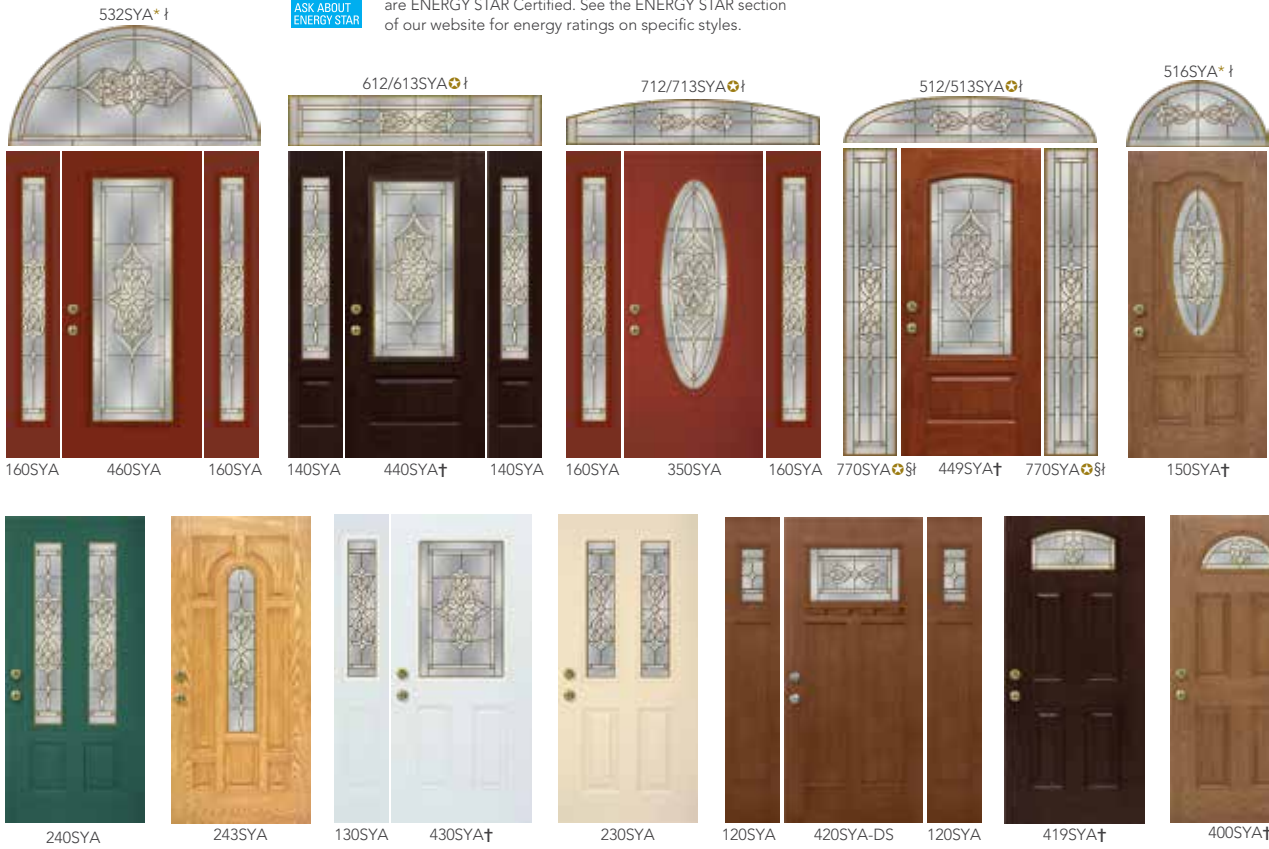 ASK ABOUT
ENERGY STAR
are ENERGY STAR Certified. See the ENERGY STAR section
of our website for energy ratings on specific styles.
532SYA* ł
612/613SYA✪ł
712/713SYA✪ł
512/513SYA✪ł
516SYA* ł
160SYA 460SYA 160SYA
140SYA 440SYA† 140SYA
160SYA 350SYA 160SYA
770SYA✪§ł 449SYA† 770SYA✪§ł
150SYA†
240SYA
243SYA
130SYA 430SYA†
230SYA
120SYA 420SYA-DS 120SYA
419SYA†
400SYA†